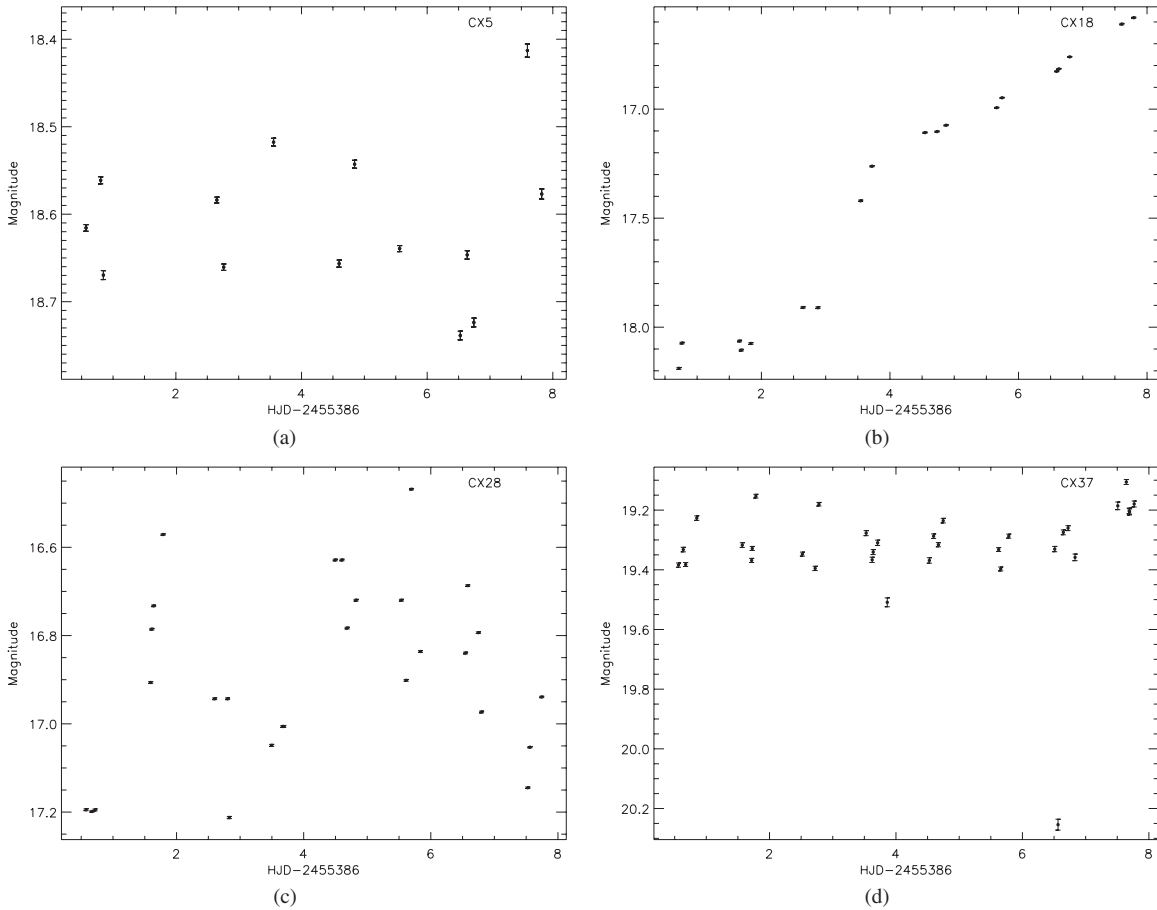 CX5
18.4
18.5
18.6
18.7
Magnitude
2
4
6
8
HJD−2455386
(a)
CX18
17.0
17.5
18.0
Magnitude
2
4
6
8
HJD−2455386
(b)
CX28
16.6
16.8
17.0
17.2
Magnitude
2
4
6
8
HJD−2455386
(c)
CX37
19.2
19.4
19.6
19.8
20.0
20.2
Magnitude
2
4
6
8
HJD−2455386
(d)